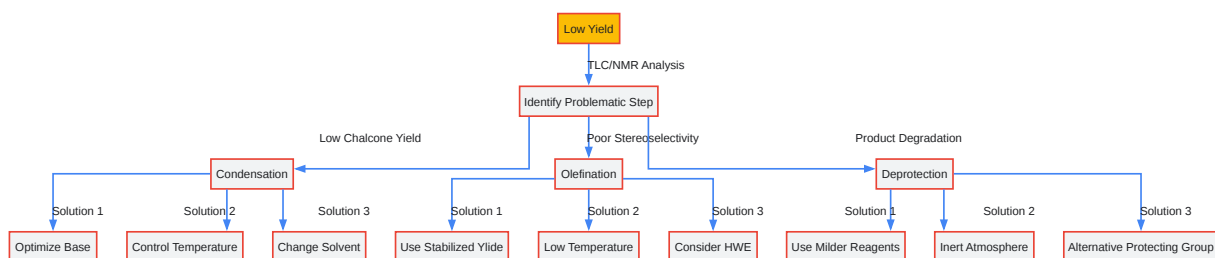 Low Yield
TLC/NMR Analysis
Identify Problematic Step
Low Chalcone Yield
Poor Stereoselectivity
Product Degradation
Condensation
Olefination
Deprotection
Solution 1
Solution 2
Solution 3
Solution 1
Solution 2
Solution 3
Solution 1
Solution 2
Solution 3
Optimize Base
Control Temperature
Change Solvent
Use Stabilized Ylide
Low Temperature
Consider HWE
Use Milder Reagents
Inert Atmosphere
Alternative Protecting Group